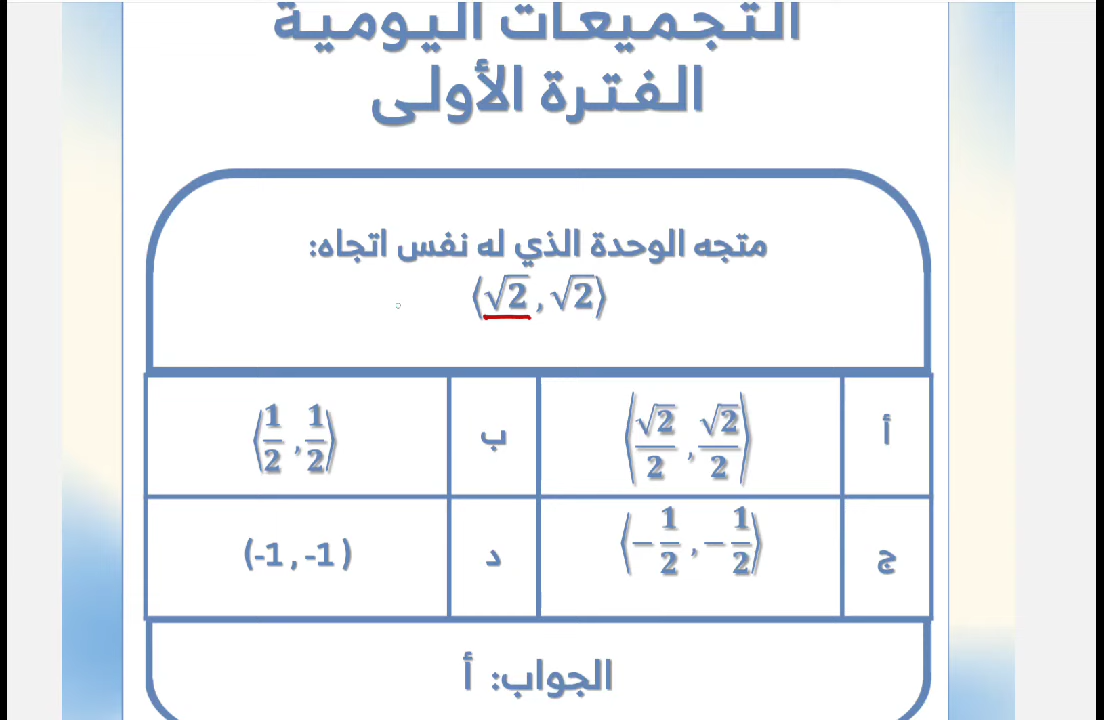 التجميعات اليومية
الفترة الأولى
متجه الوحدة الذي له نفس اتجاه:
⟨√2 , √2⟩
أ ⟨√2/2 , √2/2⟩ ب ⟨1/2 , 1/2⟩
ج ⟨−1/2 , −1/2⟩ د (-1 , -1)
الجواب: أ